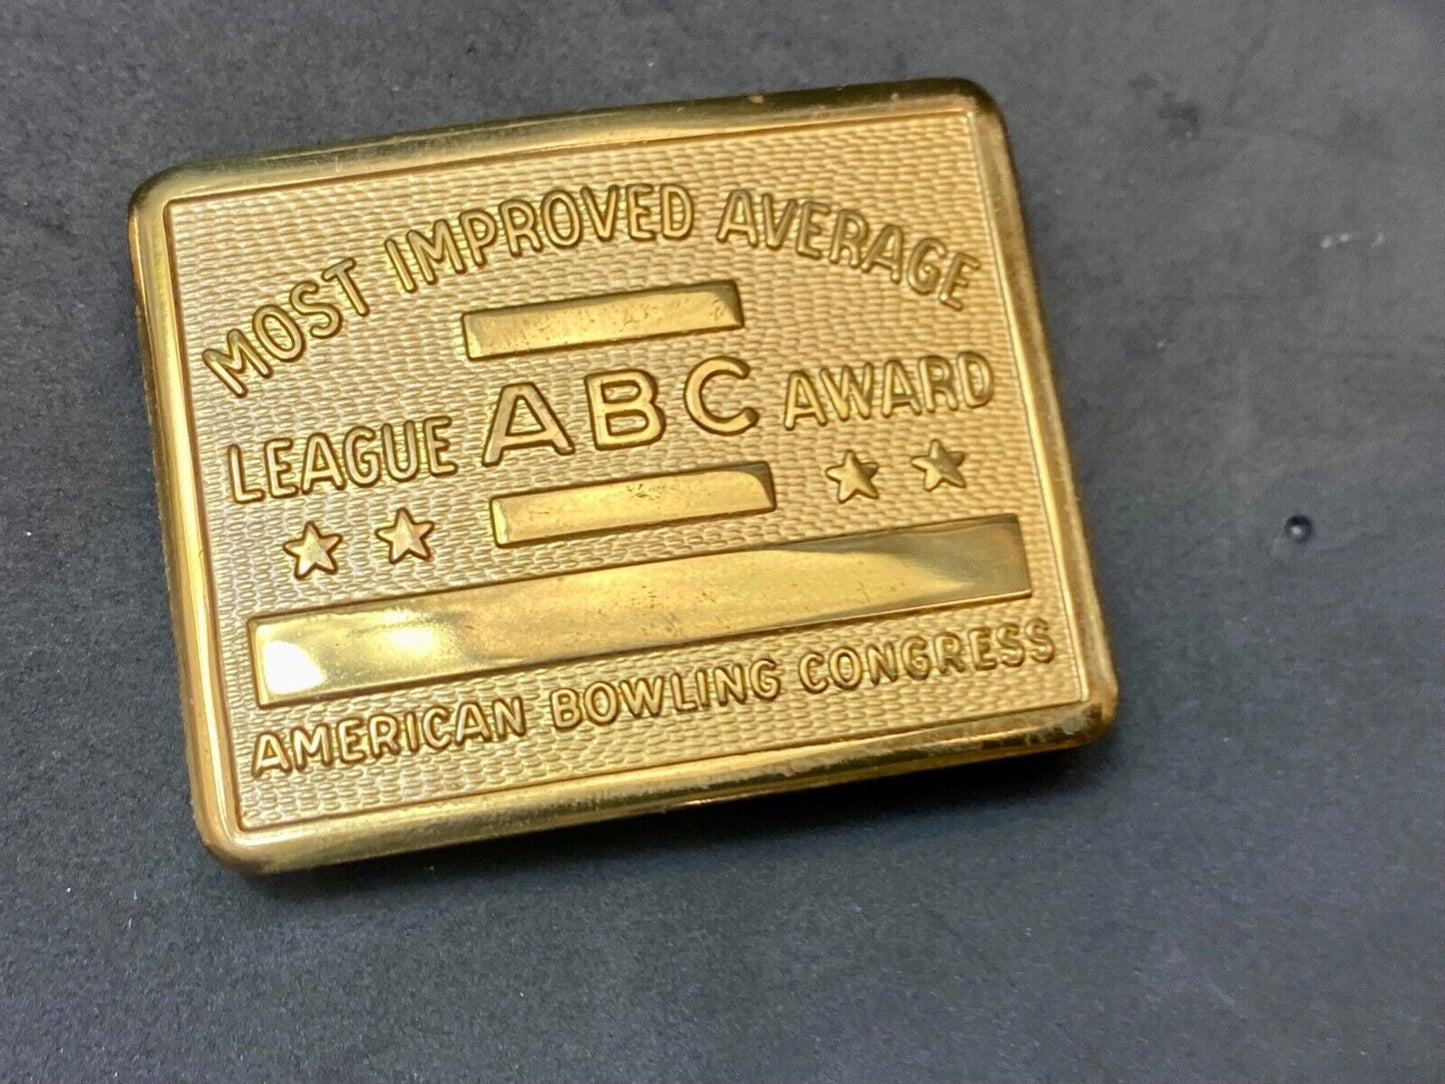 MOST IMPROVED AVERAGE
LEAGUE ABC AWARD
AMERICAN BOWLING CONGRESS